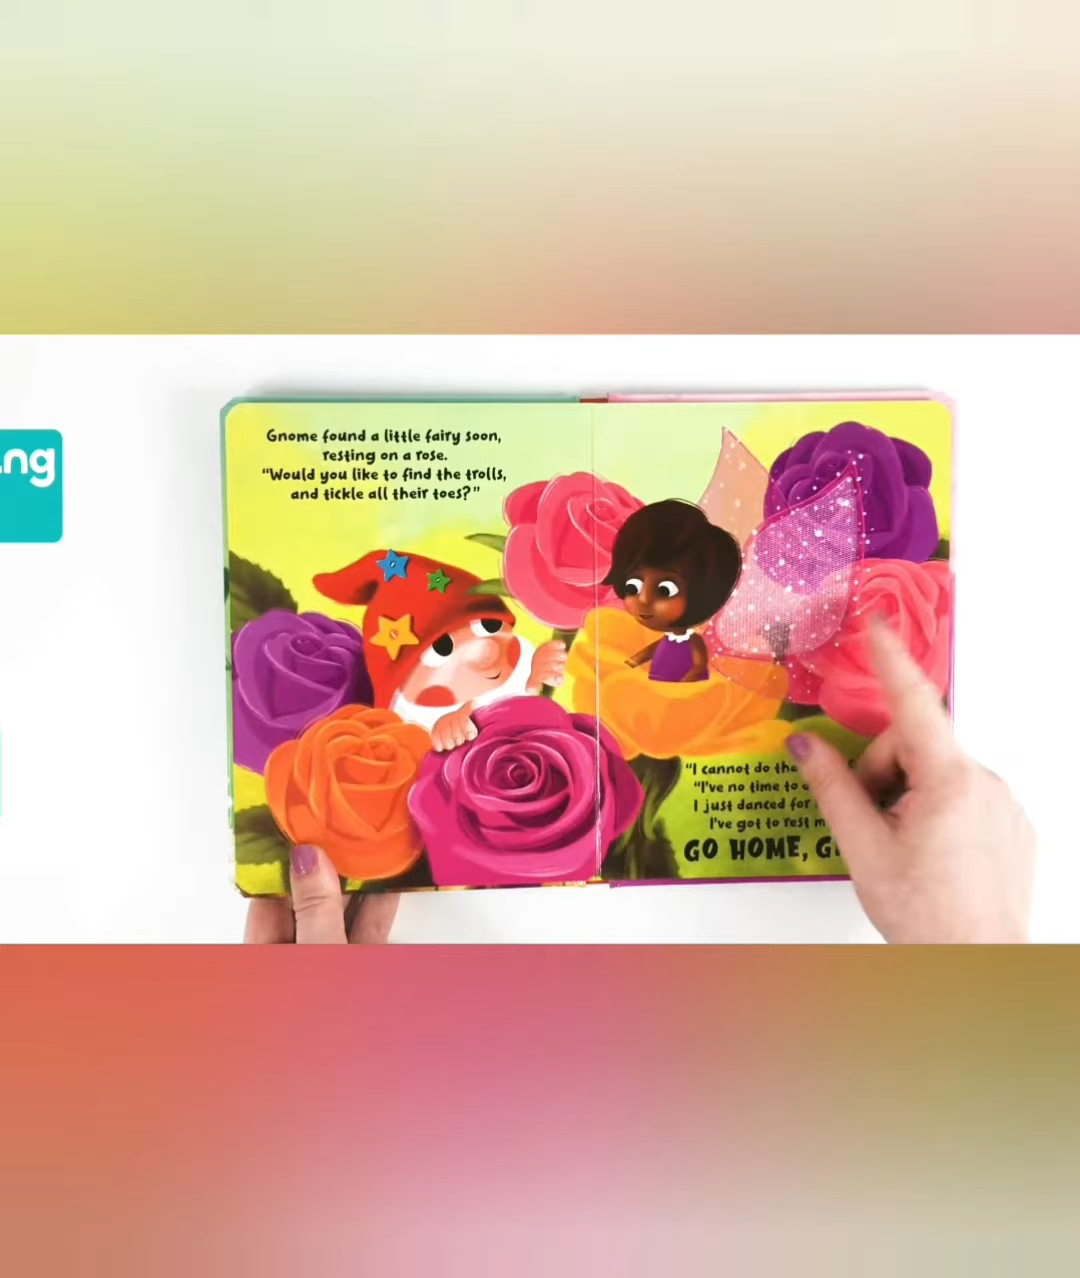 ng
Gnome found a little fairy soon,
resting on a rose.
“Would you like to find the trolls,
and tickle all their toes?”
“I cannot do
“I've no time to
I just danced for
I've got to rest
GO HOME,